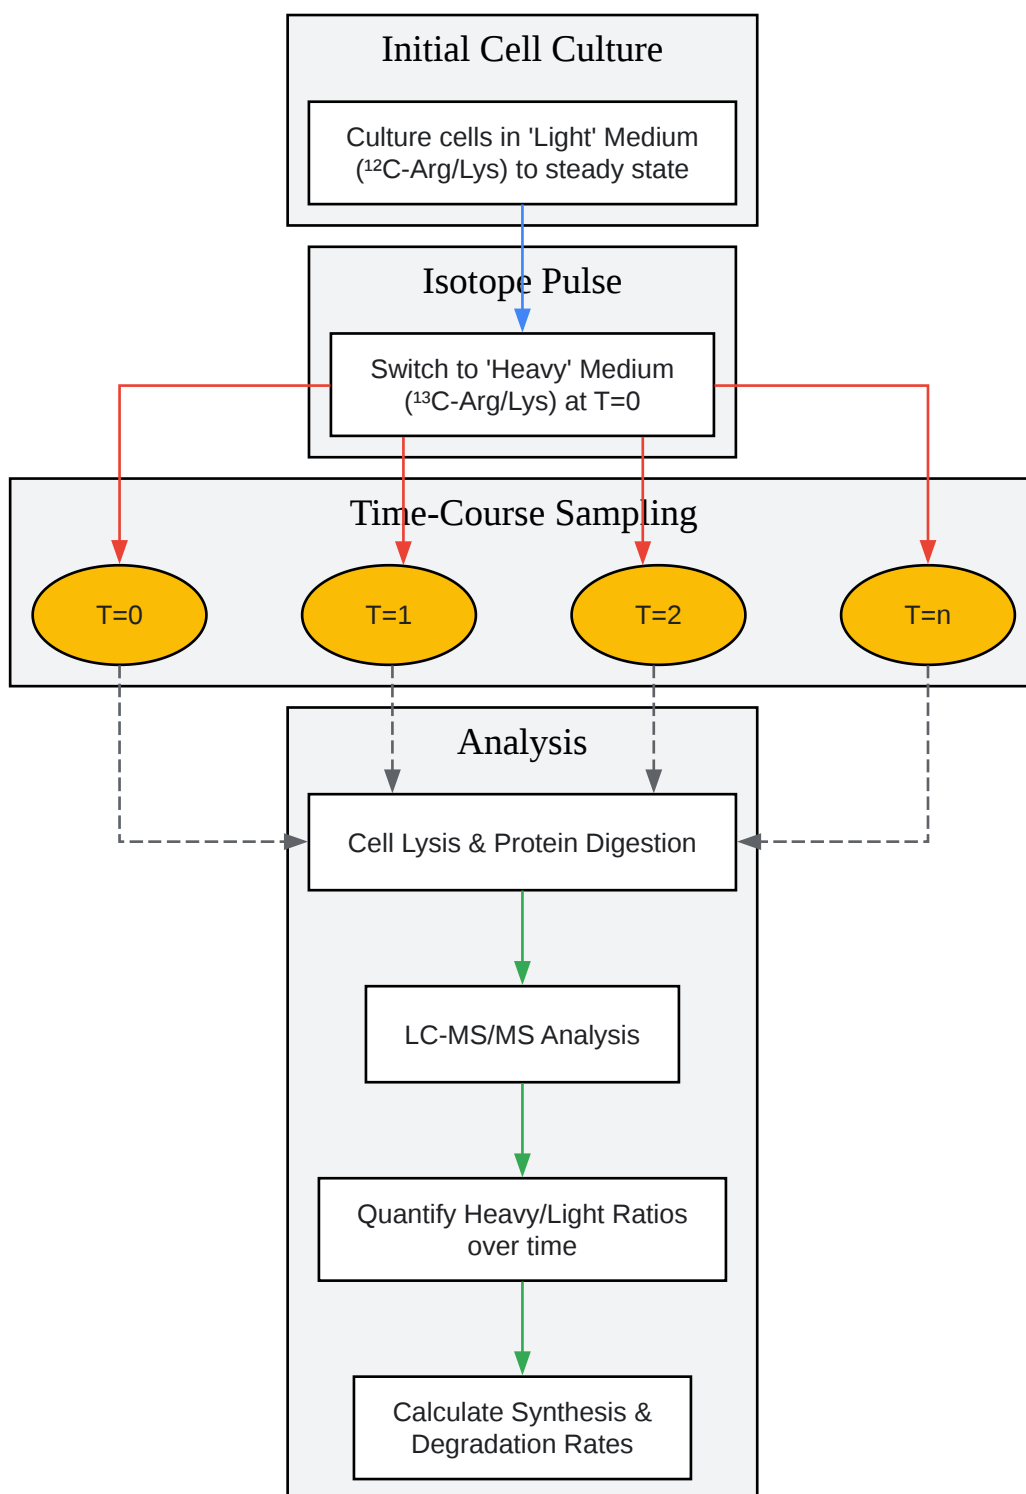 Initial Cell Culture
Culture cells in 'Light' Medium
(¹²C-Arg/Lys) to steady state
Isotope Pulse
Switch to 'Heavy' Medium
(¹³C-Arg/Lys) at T=0
Time-Course Sampling
T=0
T=1
T=2
T=n
Analysis
Cell Lysis & Protein Digestion
LC-MS/MS Analysis
Quantify Heavy/Light Ratios
over time
Calculate Synthesis &
Degradation Rates